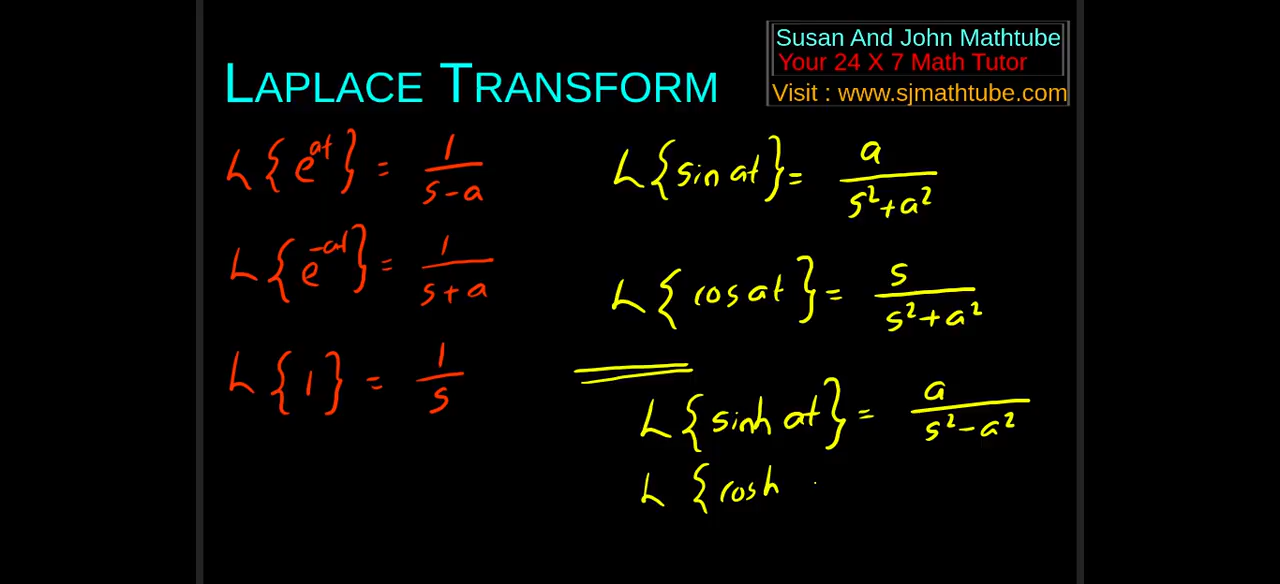 LAPLACE TRANSFORM
Susan And John Mathtube
Your 24 X 7 Math Tutor
Visit : www.sjmathtube.com
L{e^at} = 1/(s-a)
L{e^-at} = 1/(s+a)
L{1} = 1/s
L{sin at} = a/(s²+a²)
L{cos at} = s/(s²+a²)
L{sinh at} = a/(s²-a²)
L{cosh